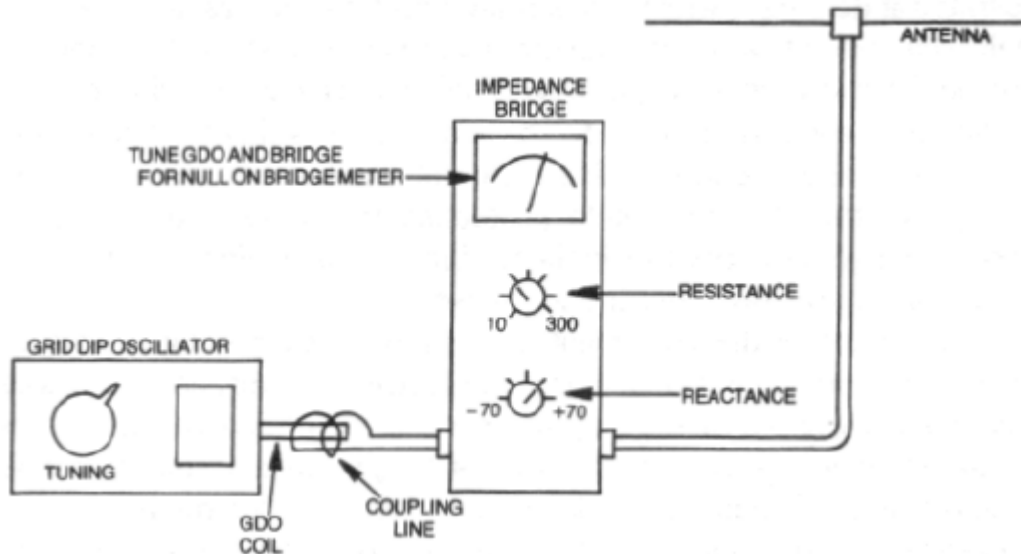 ANTENNA
IMPEDANCE
BRIDGE
TUNE GDO AND BRIDGE
FOR NULL ON BRIDGE METER
RESISTANCE
10 300
GRID DIP OSCILLATOR
REACTANCE
-70 +70
TUNING
GDO
COIL
COUPLING
LINE